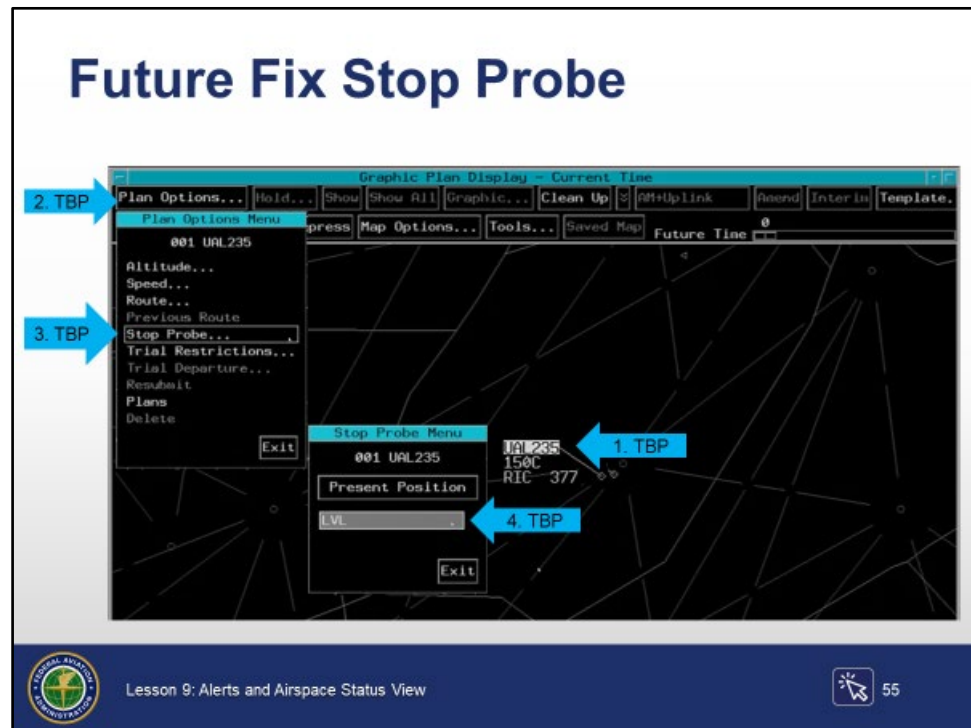 Future Fix Stop Probe
Graphic Plan Display - Current Time
2. TBP
Plan Options... Hold... Show Show All Graphic... Clean Up AM+Uplink Amend Interim Template.
Plan Options Menu
press Map Options... Tools... Saved Map Future Time 0
001 UAL235
Altitude...
Speed...
Route...
Previous Route
3. TBP
Stop Probe...
Trial Restrictions...
Trial Departure...
Resubmit
Plans
Delete
Exit
Stop Probe Menu
001 UAL235
Present Position
LVL
Exit
UAL235
150C
RIC 377
1. TBP
4. TBP
FEDERAL AVIATION
ADMINISTRATION
Lesson 9: Alerts and Airspace Status View
55